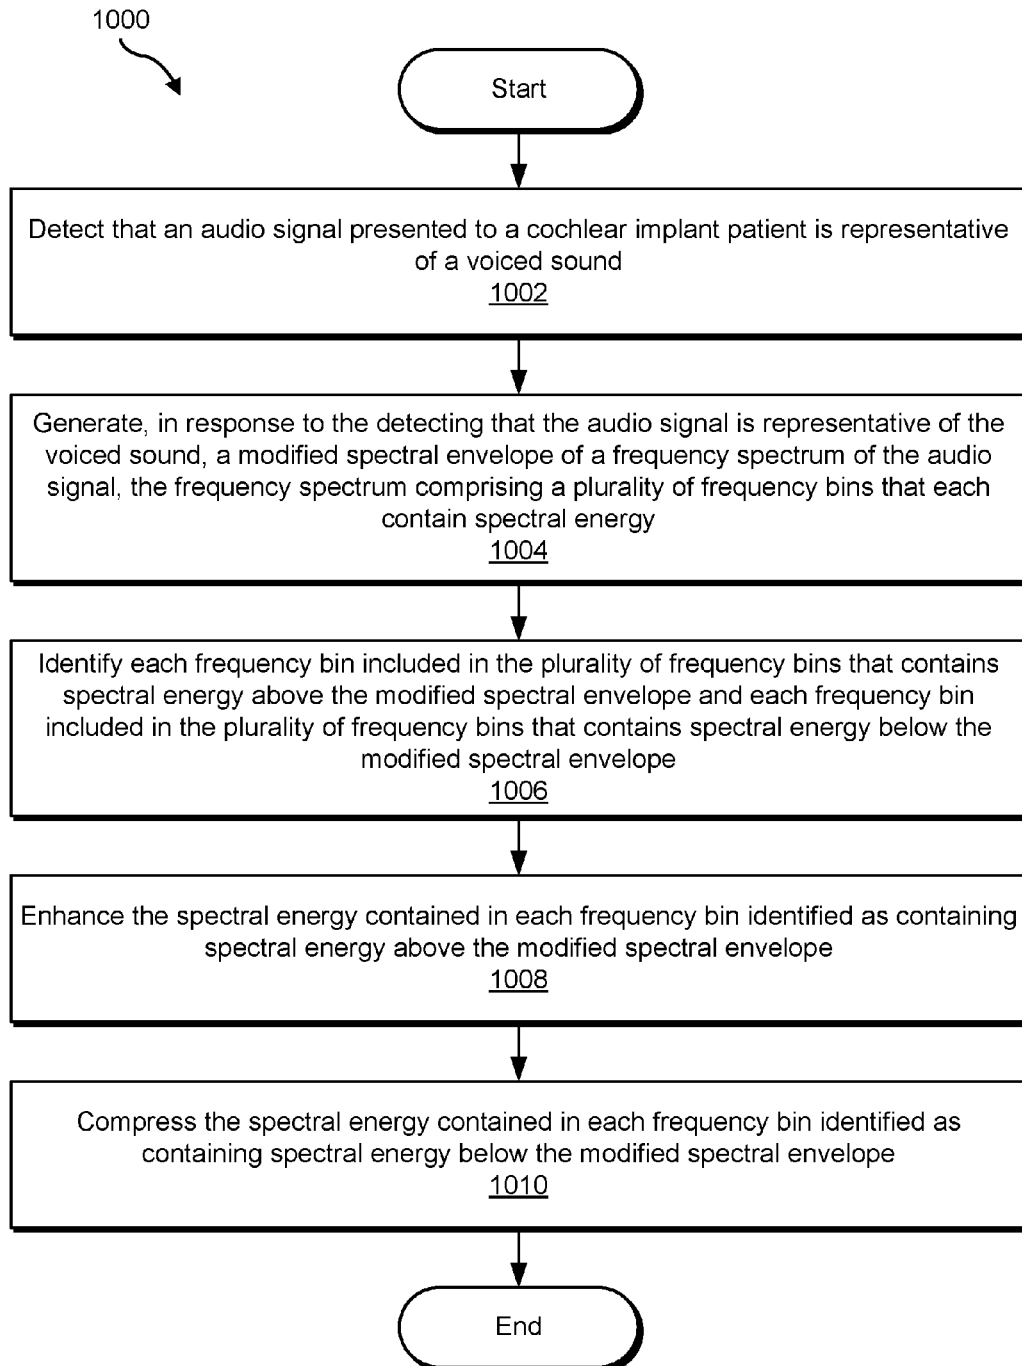 1000
Start
Detect that an audio signal presented to a cochlear implant patient is representative
of a voiced sound
1002
Generate, in response to the detecting that the audio signal is representative of the
voiced sound, a modified spectral envelope of a frequency spectrum of the audio
signal, the frequency spectrum comprising a plurality of frequency bins that each
contain spectral energy
1004
Identify each frequency bin included in the plurality of frequency bins that contains
spectral energy above the modified spectral envelope and each frequency bin
included in the plurality of frequency bins that contains spectral energy below the
modified spectral envelope
1006
Enhance the spectral energy contained in each frequency bin identified as containing
spectral energy above the modified spectral envelope
1008
Compress the spectral energy contained in each frequency bin identified as
containing spectral energy below the modified spectral envelope
1010
End